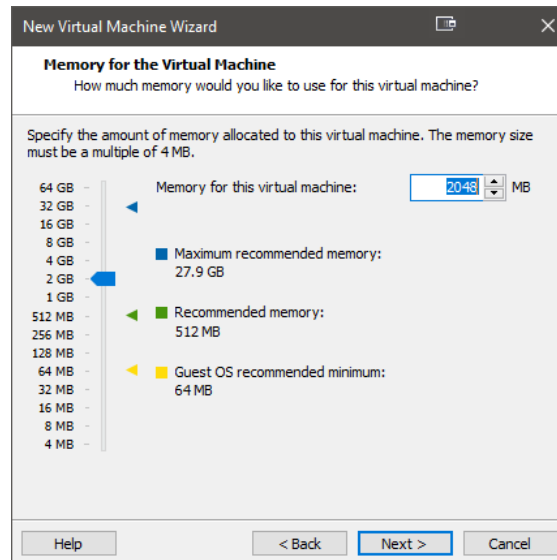 New Virtual Machine Wizard
Memory for the Virtual Machine
How much memory would you like to use for this virtual machine?
Specify the amount of memory allocated to this virtual machine. The memory size
must be a multiple of 4 MB.
64 GB
32 GB
16 GB
8 GB
4 GB
2 GB
1 GB
512 MB
256 MB
128 MB
64 MB
32 MB
16 MB
8 MB
4 MB
Memory for this virtual machine: 2048 MB
Maximum recommended memory:
27.9 GB
Recommended memory:
512 MB
Guest OS recommended minimum:
64 MB
Help < Back Next > Cancel